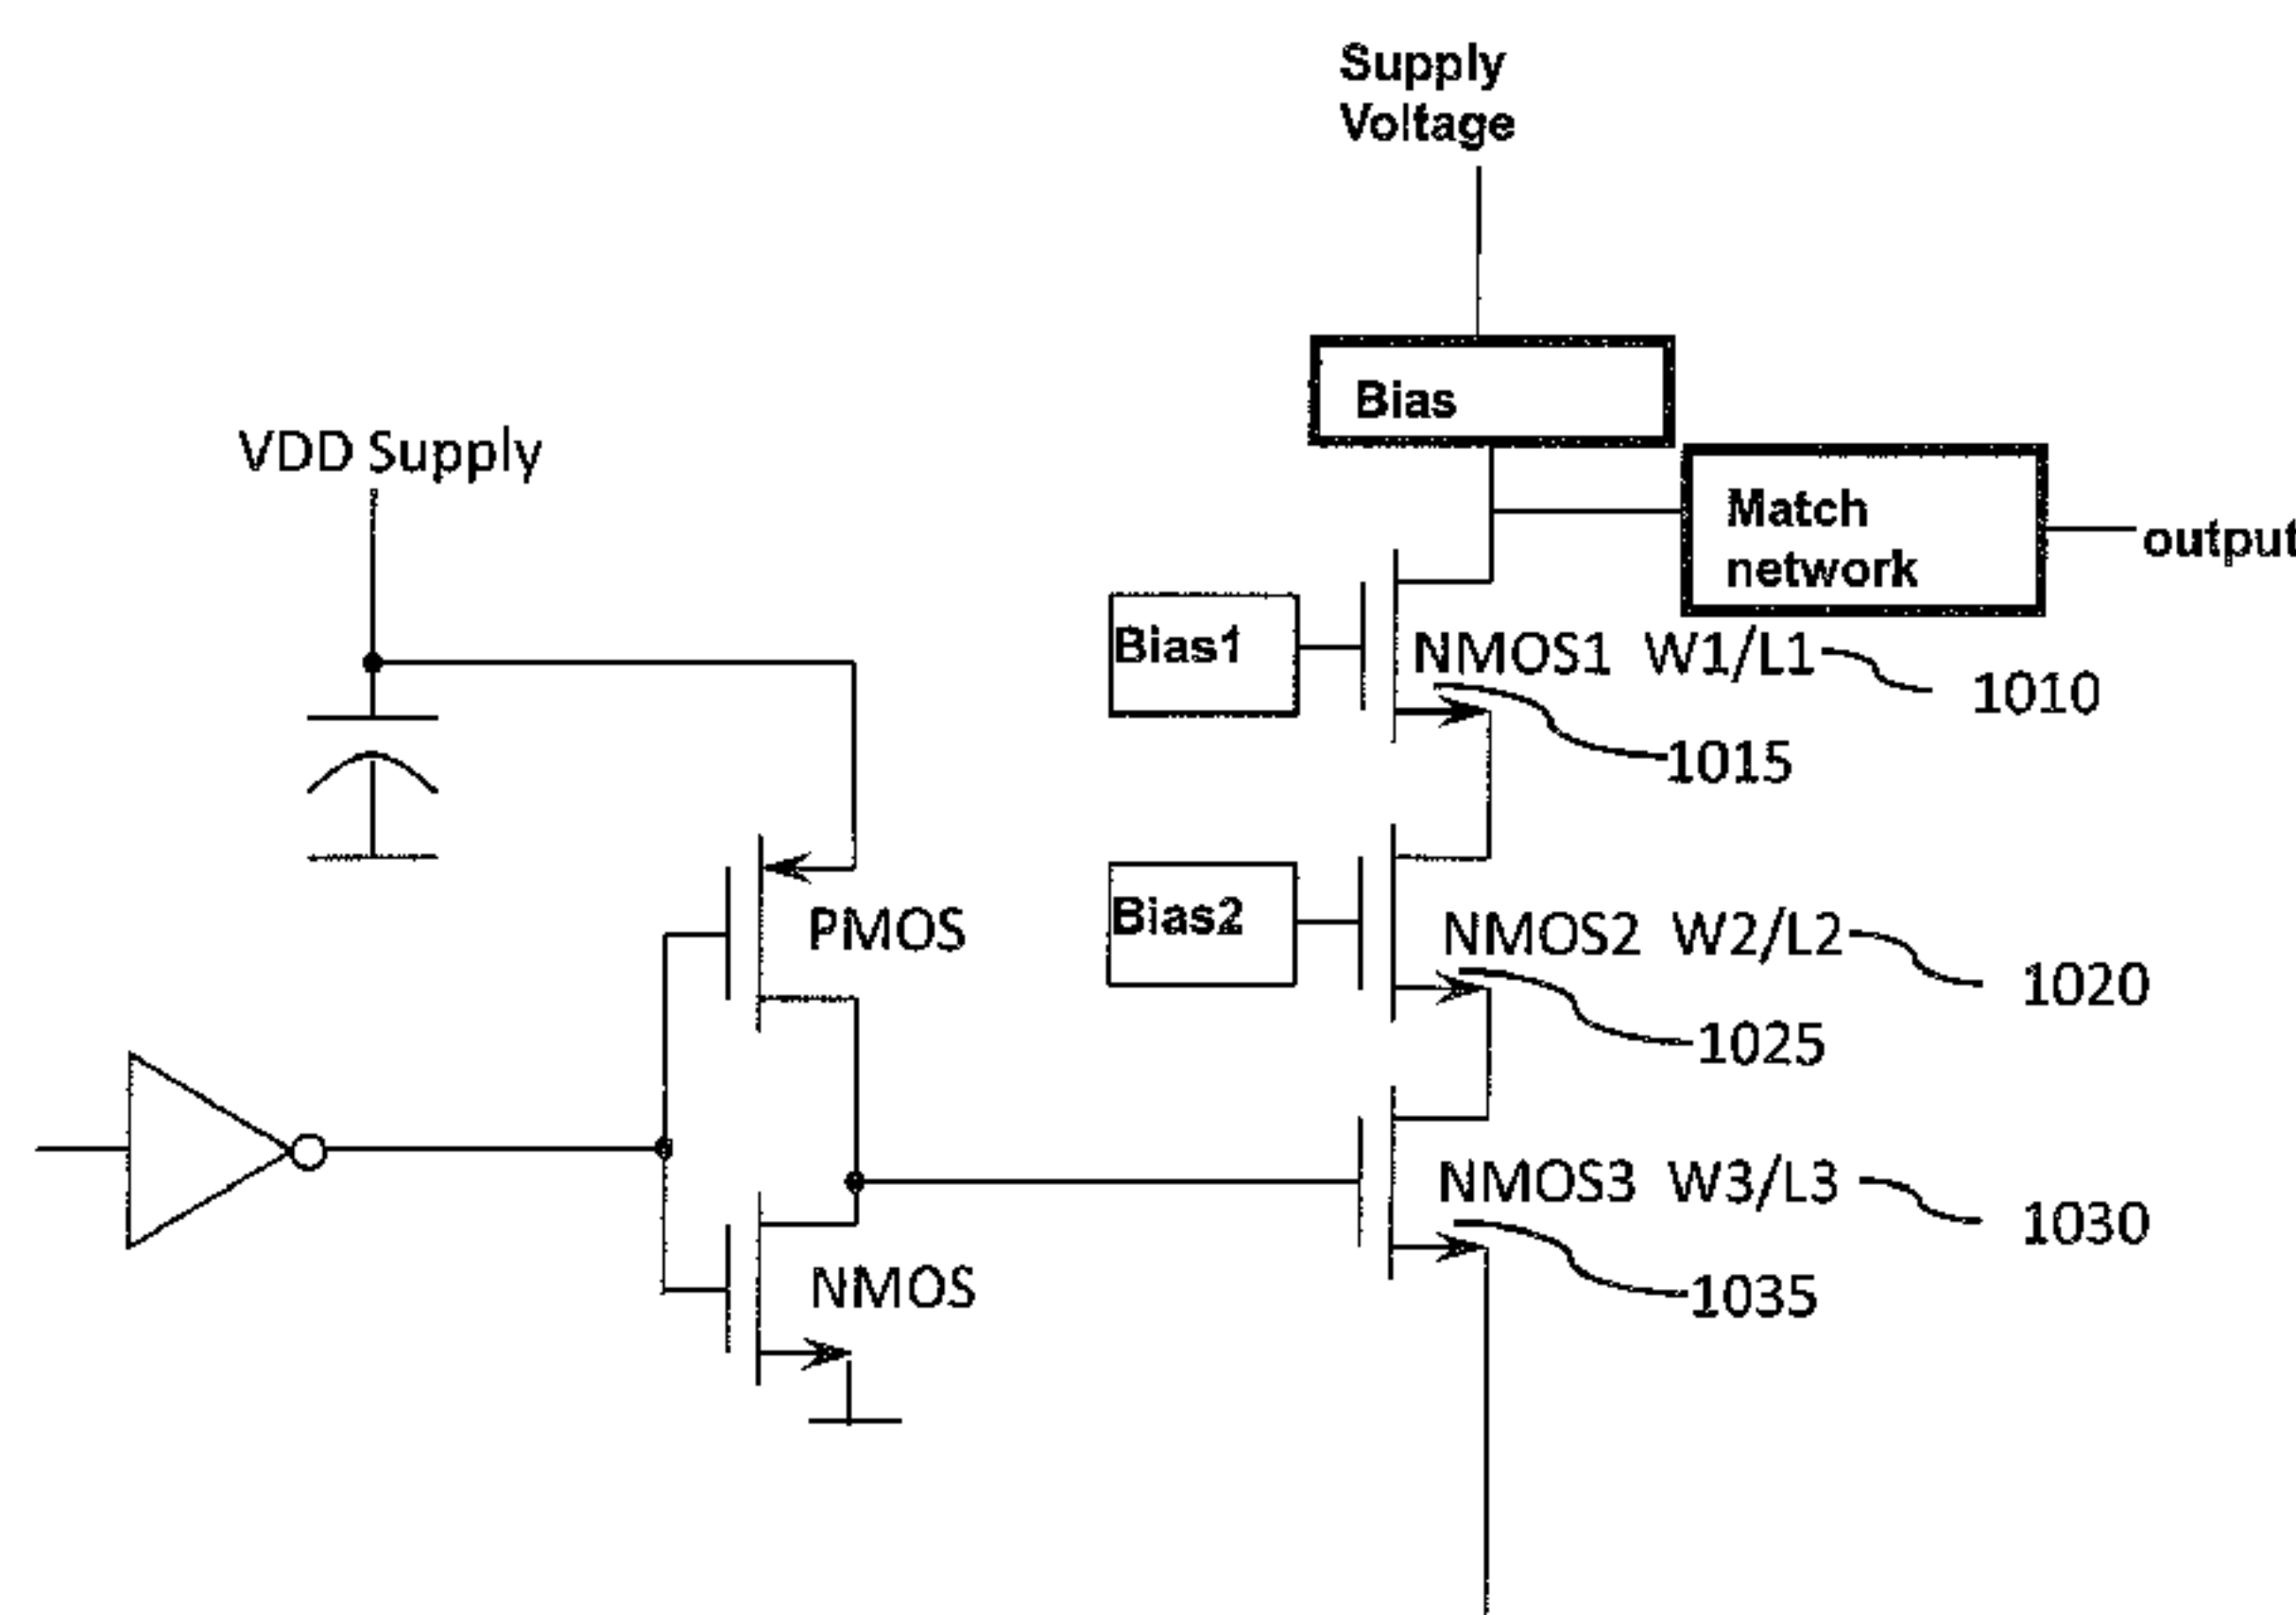 Supply
Voltage
Bias
VDD Supply
Match
network
output
Bias1
NMOS1 W1/L1
1010
1015
PMOS
Bias2
NMOS2 W2/L2
1020
1025
NMOS3 W3/L3
1030
NMOS
1035